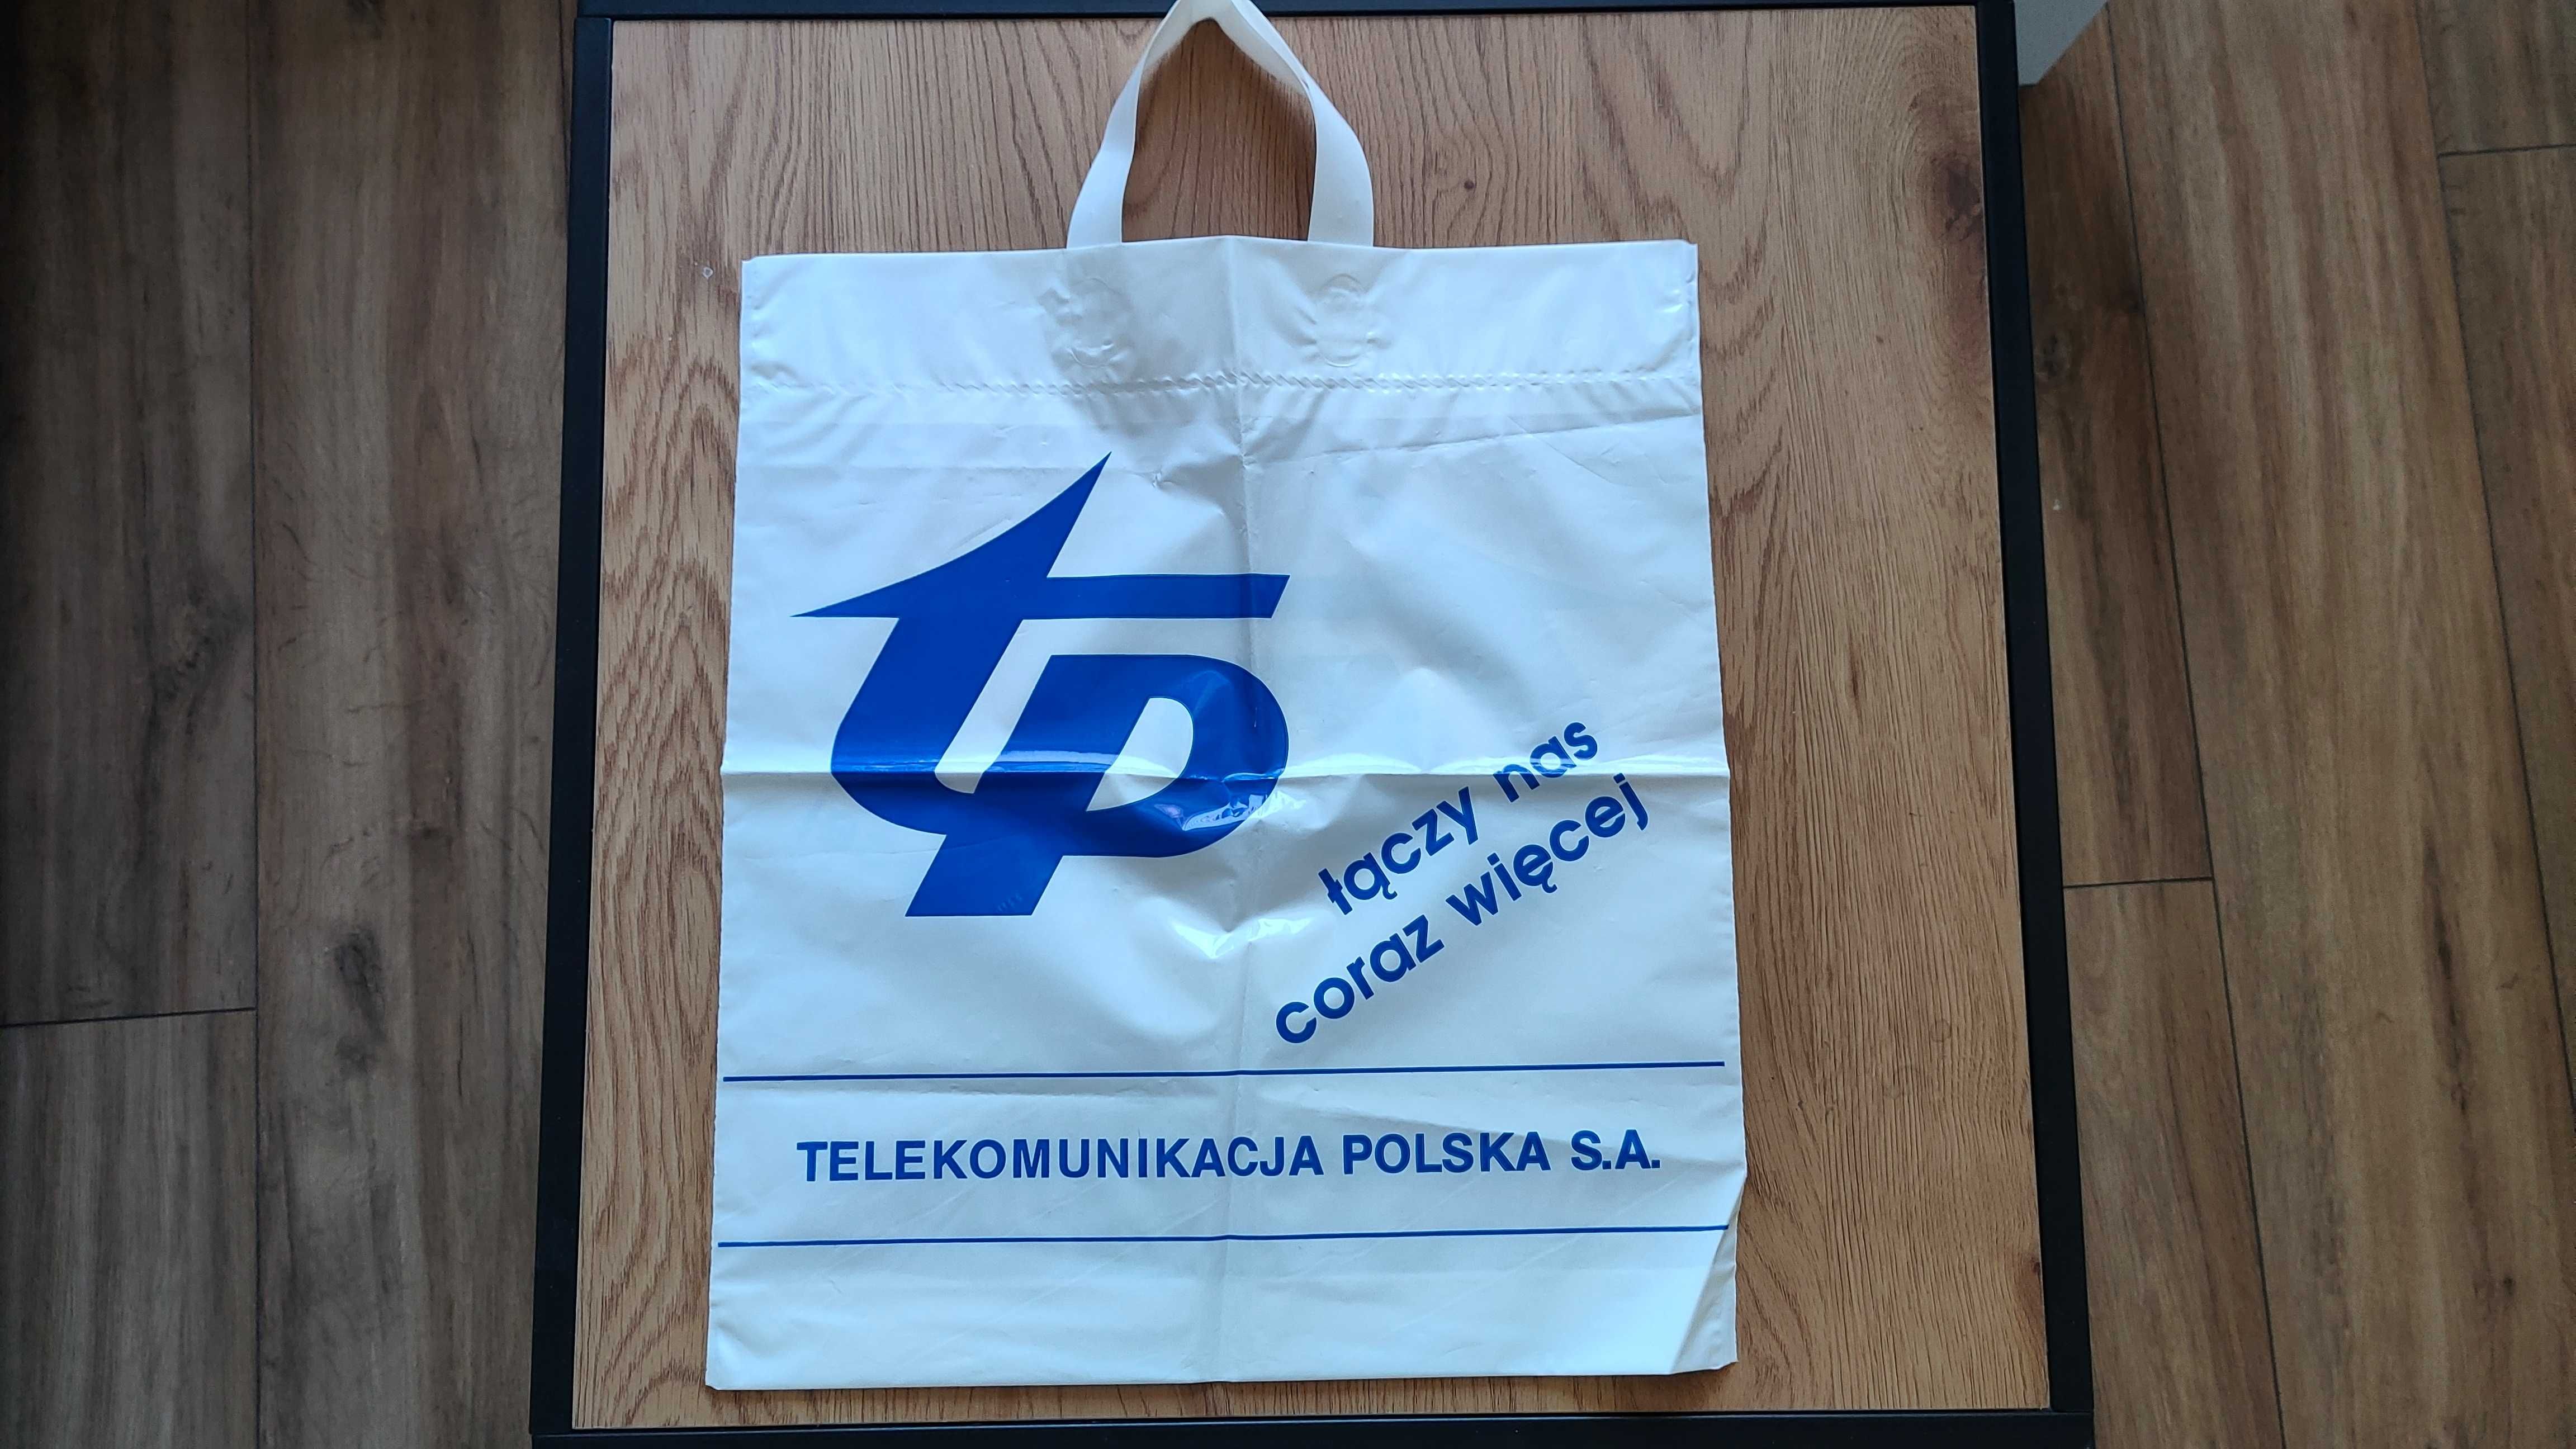 tp
łączy nas
coraz więcej
TELEKOMUNIKACJA POLSKA S.A.